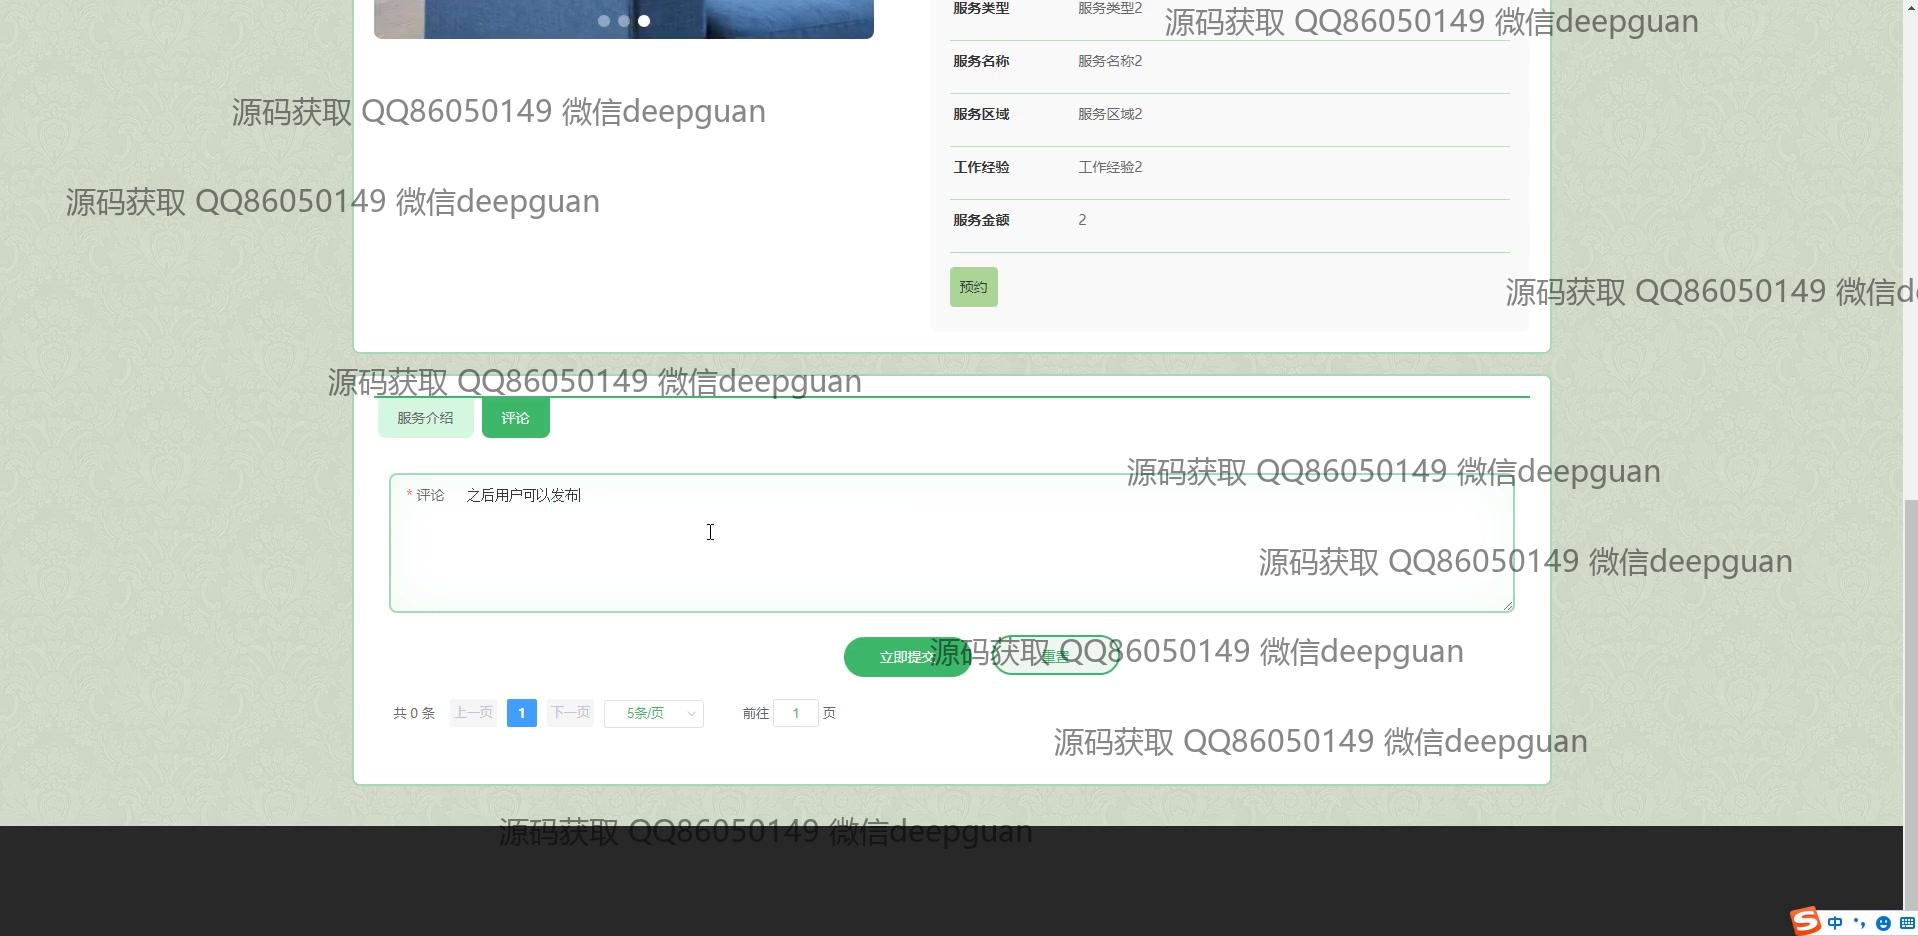 服务类型 服务类型2
源码获取 QQ86050149 微信deepguan
服务名称 服务名称2
源码获取 QQ86050149 微信deepguan
服务区域 服务区域2
工作经验 工作经验2
源码获取 QQ86050149 微信deepguan
服务金额 2
预约
源码获取 QQ86050149 微信d
源码获取 QQ86050149 微信deepguan
服务介绍 评论
源码获取 QQ86050149 微信deepguan
* 评论 之后用户可以发布
源码获取 QQ86050149 微信deepguan
立即提交 重置
源码获取 QQ86050149 微信deepguan
共 0 条 上一页 1 下一页 5条/页 前往 1 页
源码获取 QQ86050149 微信deepguan
源码获取 QQ86050149 微信deepguan
S 中